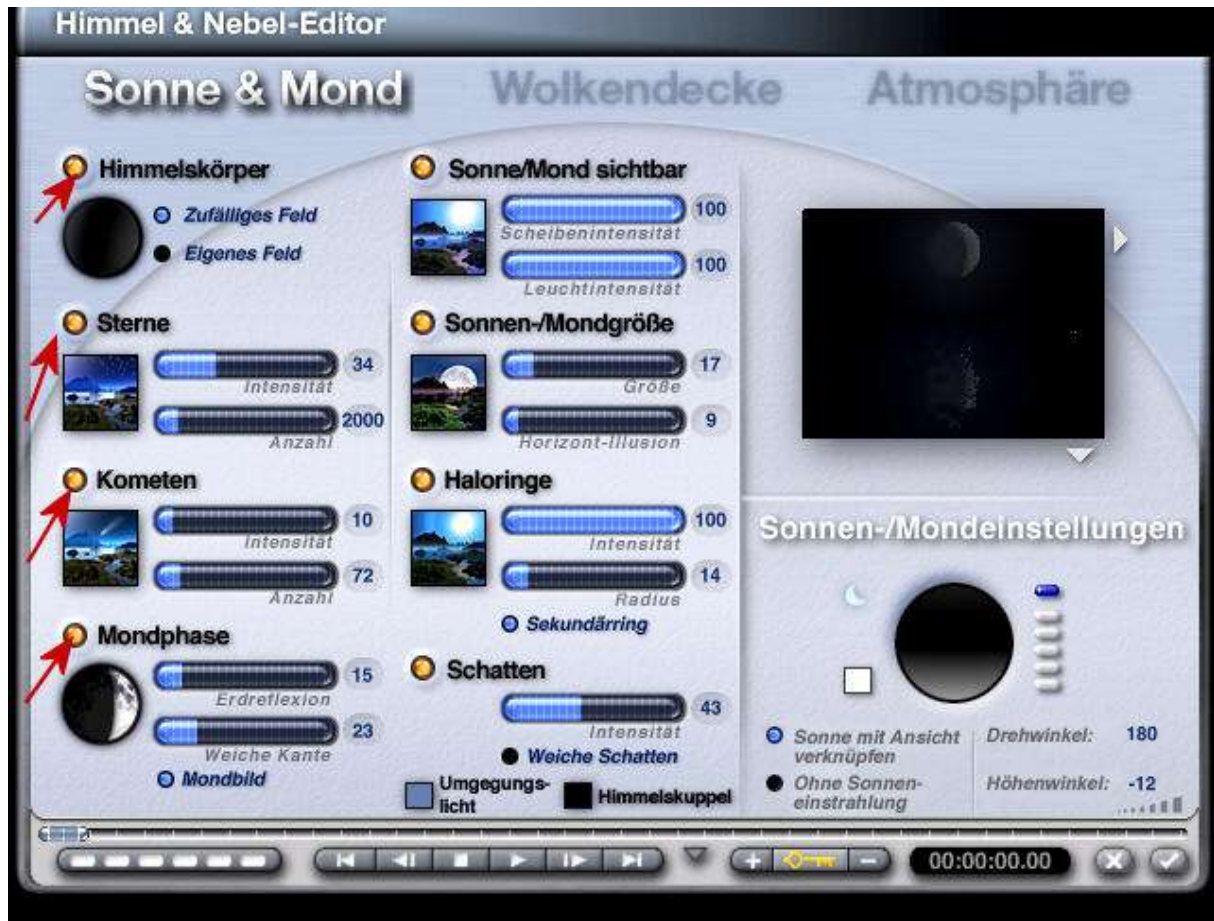 Himmel & Nebel-Editor
Sonne & Mond
Wolkendecke
Atmosphäre
Himmelskörper
Zufälliges Feld
Eigenes Feld
Sterne
34
Intensität
2000
Anzahl
Kometen
10
Intensität
72
Anzahl
Mondphase
15
Erdreflexion
23
Weiche Kante
Mondbild
Sonne/Mond sichtbar
100
Scheibenintensität
100
Leuchtintensität
Sonnen-/Mondgröße
17
Größe
9
Horizont-Illusion
Haloringe
100
Intensität
14
Radius
Sekundärring
Schatten
43
Intensität
Weiche Schatten
Umgegungs-
licht
Himmelskuppel
Sonnen-/Mondeinstellungen
Sonne mit Ansicht
verknüpfen
Ohne Sonnen-
einstrahlung
Drehwinkel: 180
Höhenwinkel: -12
00:00:00.00